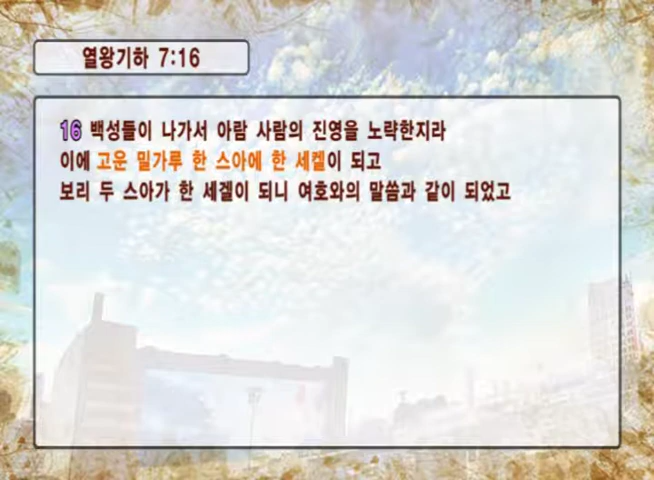 열왕기하 7:16
16 백성들이 나가서 아람 사람의 진영을 노략한지라
이에 고운 밀가루 한 스아에 한 세켈이 되고
보리 두 스아가 한 세겔이 되니 여호와의 말씀과 같이 되었고